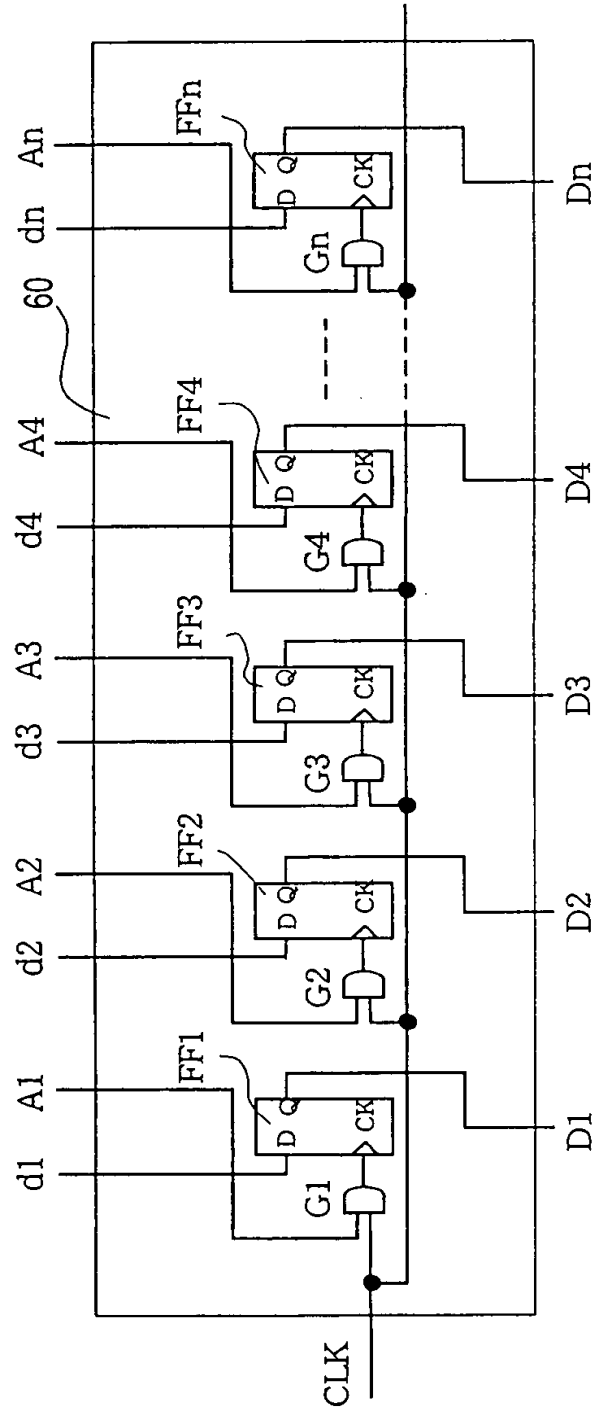 d1 A1 d2 A2 d3 A3 d4 A4 60 dn An
FF1 FF2 FF3 FF4 FFn
D Q D Q D Q D Q D Q
G1 CK G2 CK G3 CK G4 CK Gn CK
CLK
D1 D2 D3 D4 Dn